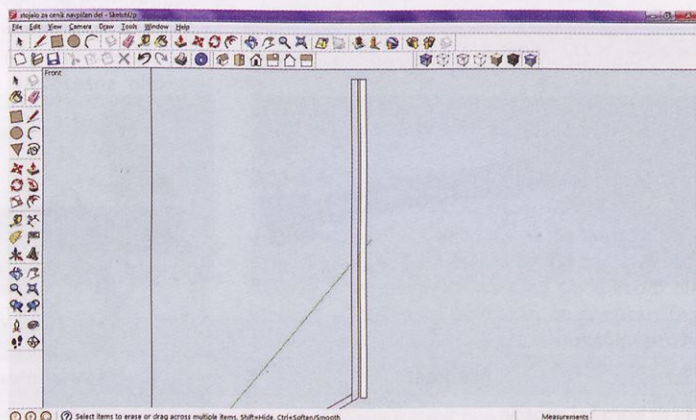 stojalo za cenik navpičen del - SketchUp
File Edit View Camera Draw Tools Window Help
Front
Select items to erase or drag across multiple items. Shift=Hide, Ctrl=Soften/Smooth
Measurements